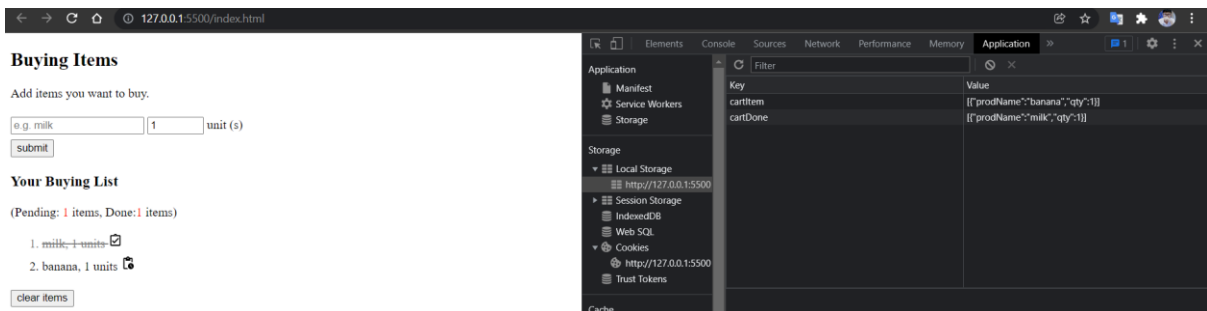 127.0.0.1:5500/index.html
Buying Items
Add items you want to buy.
e.g. milk 1 unit (s)
submit
Your Buying List
(Pending: 1 items, Done:1 items)
1. milk, 1 units
2. banana, 1 units
clear items
Elements Console Sources Network Performance Memory Application » 1
Application
Manifest
Service Workers
Storage
Storage
Local Storage
http://127.0.0.1:5500
Session Storage
IndexedDB
Web SQL
Cookies
http://127.0.0.1:5500
Trust Tokens
Cache
Filter
Key Value
cartItem [{"prodName":"banana","qty":1}]
cartDone [{"prodName":"milk","qty":1}]